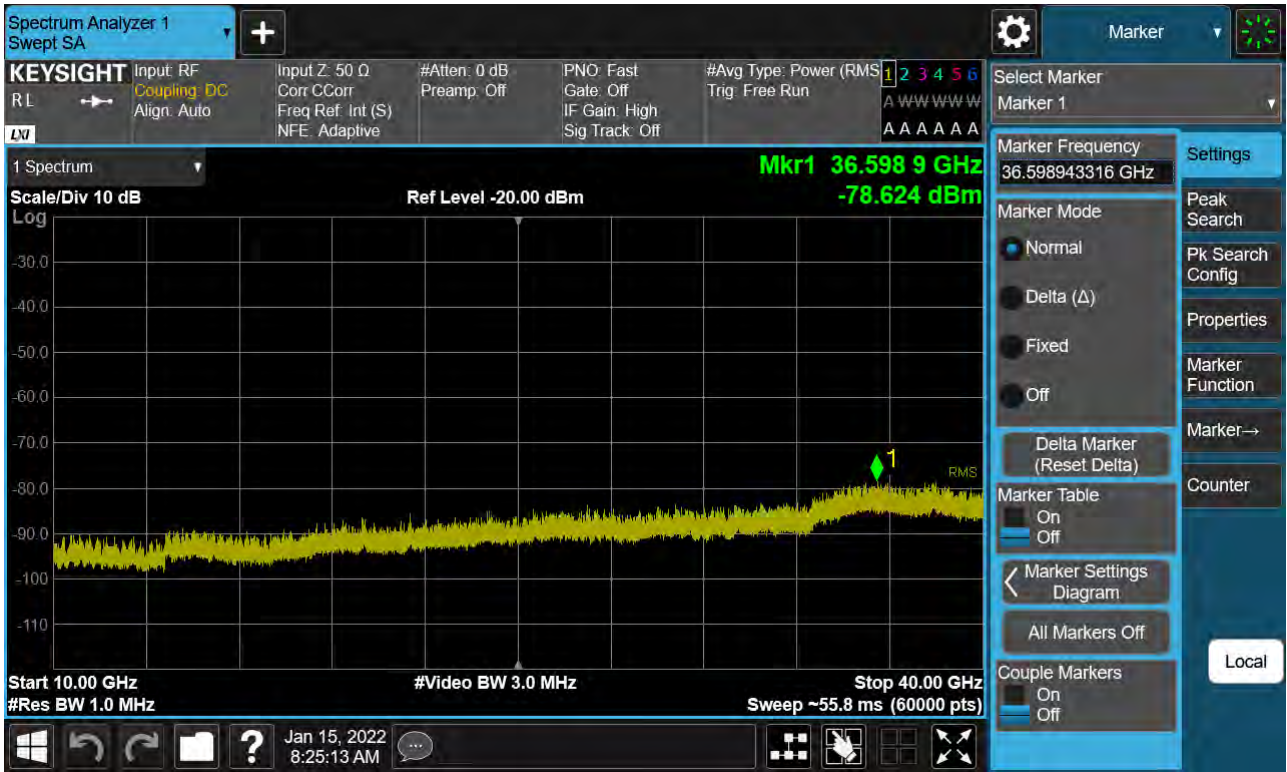 Spectrum Analyzer 1
Swept SA
+
Marker
KEYSIGHT
RL
LXI
Input: RF
Coupling: DC
Align: Auto
Input Z: 50 Ω
Corr CCorr
Freq Ref: Int (S)
NFE: Adaptive
#Atten: 0 dB
Preamp: Off
PNO: Fast
Gate: Off
IF Gain: High
Sig Track: Off
#Avg Type: Power (RMS
Trig: Free Run
1 2 3 4 5 6
A W W W W W
A A A A A A
Select Marker
Marker 1
1 Spectrum
Mkr1 36.598 9 GHz
-78.624 dBm
Scale/Div 10 dB
Ref Level -20.00 dBm
Log
-30.0
-40.0
-50.0
-60.0
-70.0
-80.0
-90.0
-100
-110
1
RMS
Start 10.00 GHz
#Video BW 3.0 MHz
Stop 40.00 GHz
#Res BW 1.0 MHz
Sweep ~55.8 ms (60000 pts)
Marker Frequency
36.598943316 GHz
Marker Mode
Normal
Delta (Δ)
Fixed
Off
Delta Marker
(Reset Delta)
Marker Table
On
Off
Marker Settings
Diagram
All Markers Off
Couple Markers
On
Off
Settings
Peak
Search
Pk Search
Config
Properties
Marker
Function
Marker→
Counter
Local
?
Jan 15, 2022
8:25:13 AM